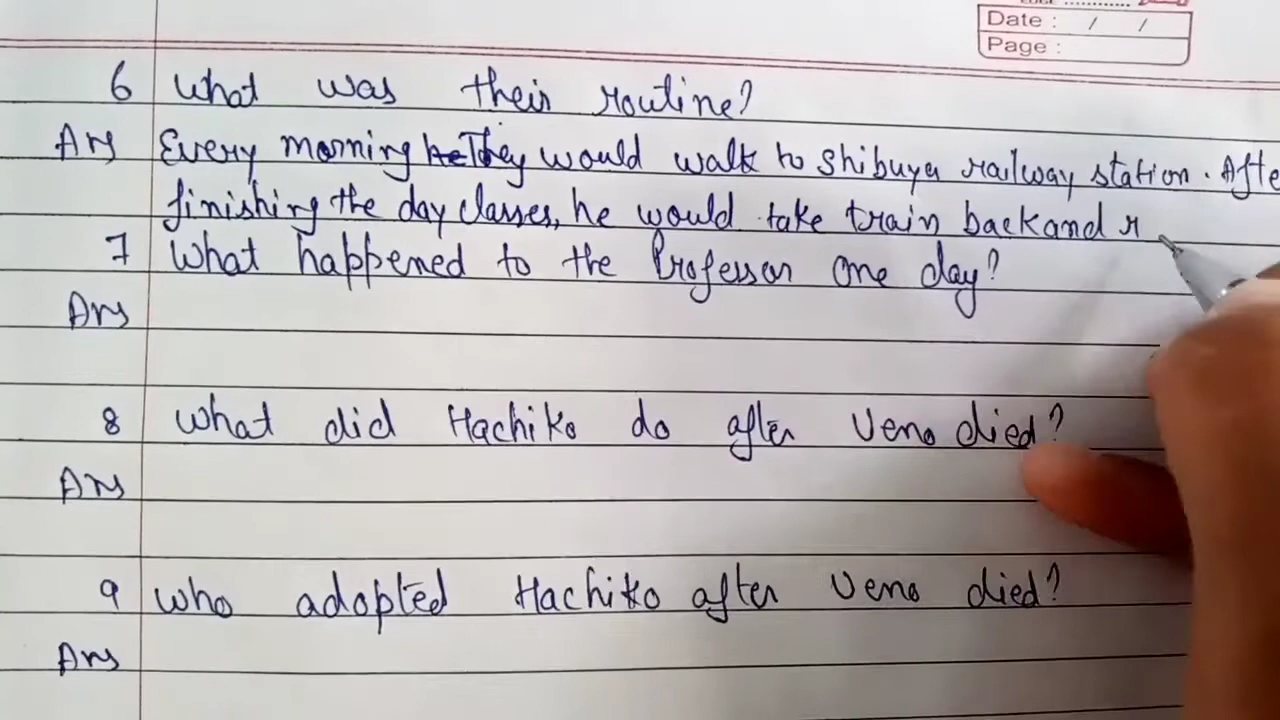 Date : / /
Page :
6 What was their routine?
Ans Every morning he They would walk to Shibuya railway station. Afte
finishing the day classes, he would take train back and r
7 What happened to the Professor one day?
Ans
8 What did Hachiko do after Ueno died?
Ans
9 Who adopted Hachiko after Ueno died?
Ans